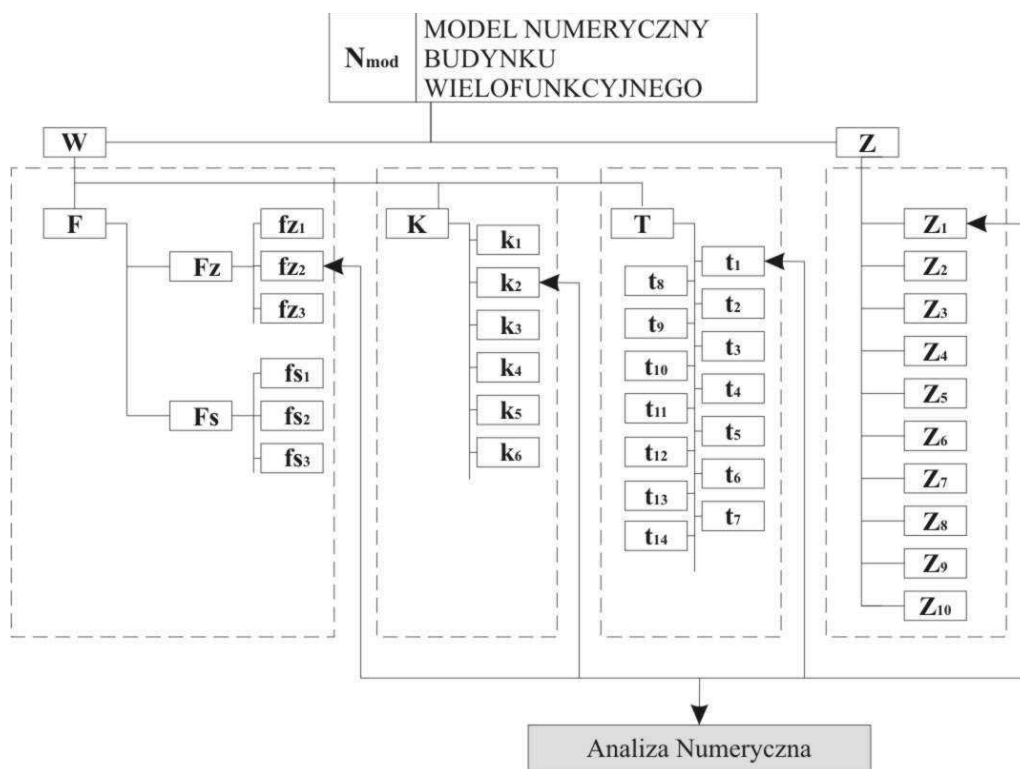 N_mod
MODEL NUMERYCZNY
BUDYNKU
WIELOFUNKCYJNEGO
W
Z
F
Fz
fz1
fz2
fz3
Fs
fs1
fs2
fs3
K
k1
k2
k3
k4
k5
k6
T
t1
t8
t2
t9
t3
t10
t4
t11
t5
t12
t6
t13
t7
t14
Z1
Z2
Z3
Z4
Z5
Z6
Z7
Z8
Z9
Z10
Analiza Numeryczna